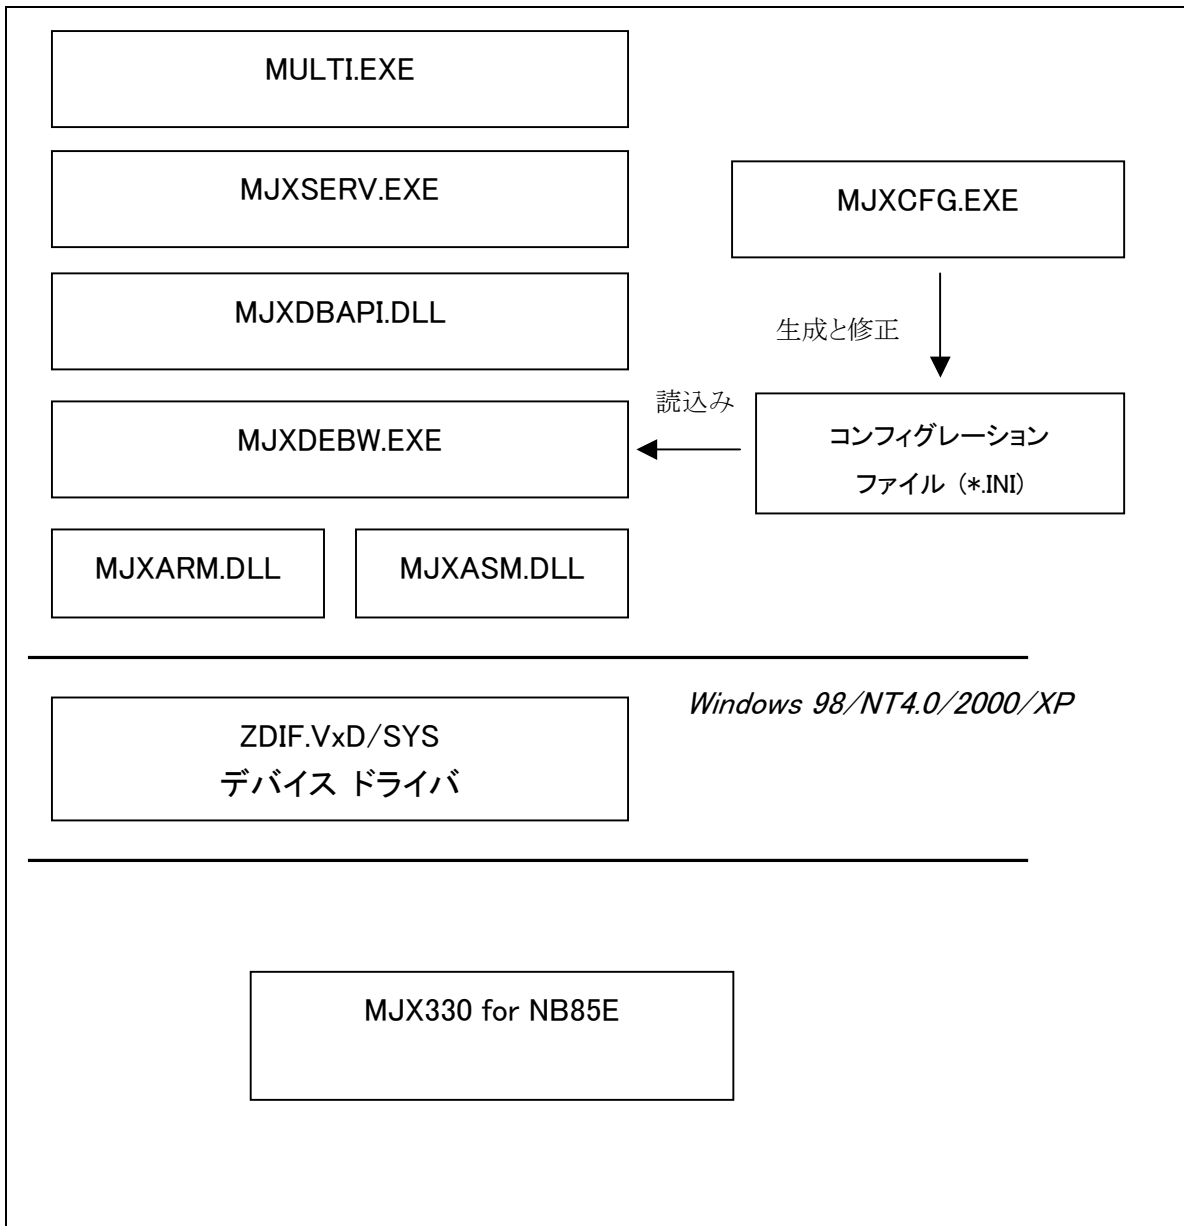 MULTI.EXE
MJXSERV.EXE
MJXCFG.EXE
MJXDBAPI.DLL
生成と修正
読込み
MJXDEBW.EXE
コンフィグレーション
ファイル (*.INI)
MJXARM.DLL
MJXASM.DLL
Windows 98/NT4.0/2000/XP
ZDIF.VxD/SYS
デバイス ドライバ
MJX330 for NB85E